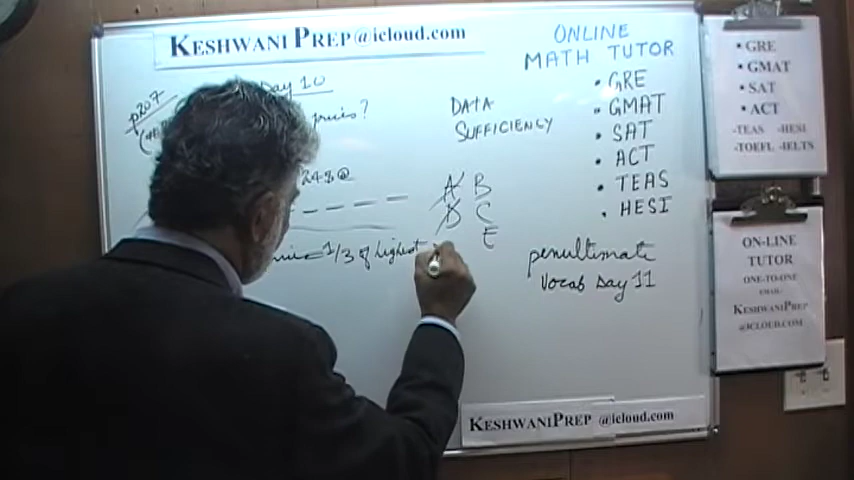 KESHWANI PREP@icloud.com
Day 10
p207
DATA
SUFFICIENCY
A B
D C
E
1/3 of highest
ONLINE
MATH TUTOR
• GRE
• GMAT
• SAT
• ACT
• TEAS
• HESI
penultimate
Vocab Day 11
KESHWANIPREP @icloud.com
• GRE
• GMAT
• SAT
• ACT
-TEAS -HESI
-TOEFL -IELTS
ON-LINE
TUTOR
ONE-TO-ONE
EMAIL:
KESHWANIPREP
@ICLOUD.COM